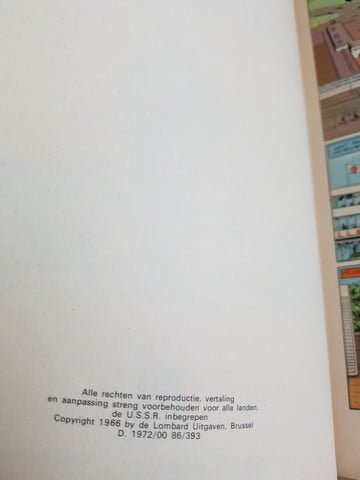 Alle rechten van reproductie, vertaling
en aanpassing streng voorbehouden voor alle landen,
de U.S.S.R. inbegrepen
Copyright 1966 by de Lombard Uitgaven, Brussel
D. 1972/00 86/393